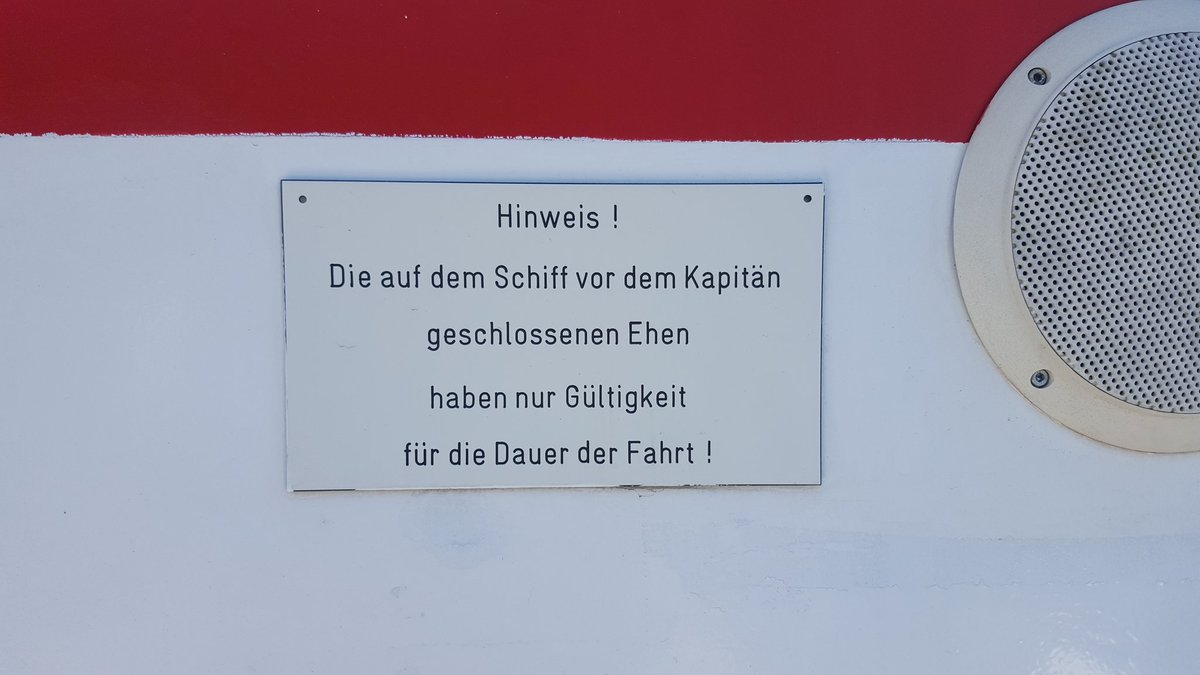 Hinweis !
Die auf dem Schiff vor dem Kapitän
geschlossenen Ehen
haben nur Gültigkeit
für die Dauer der Fahrt !